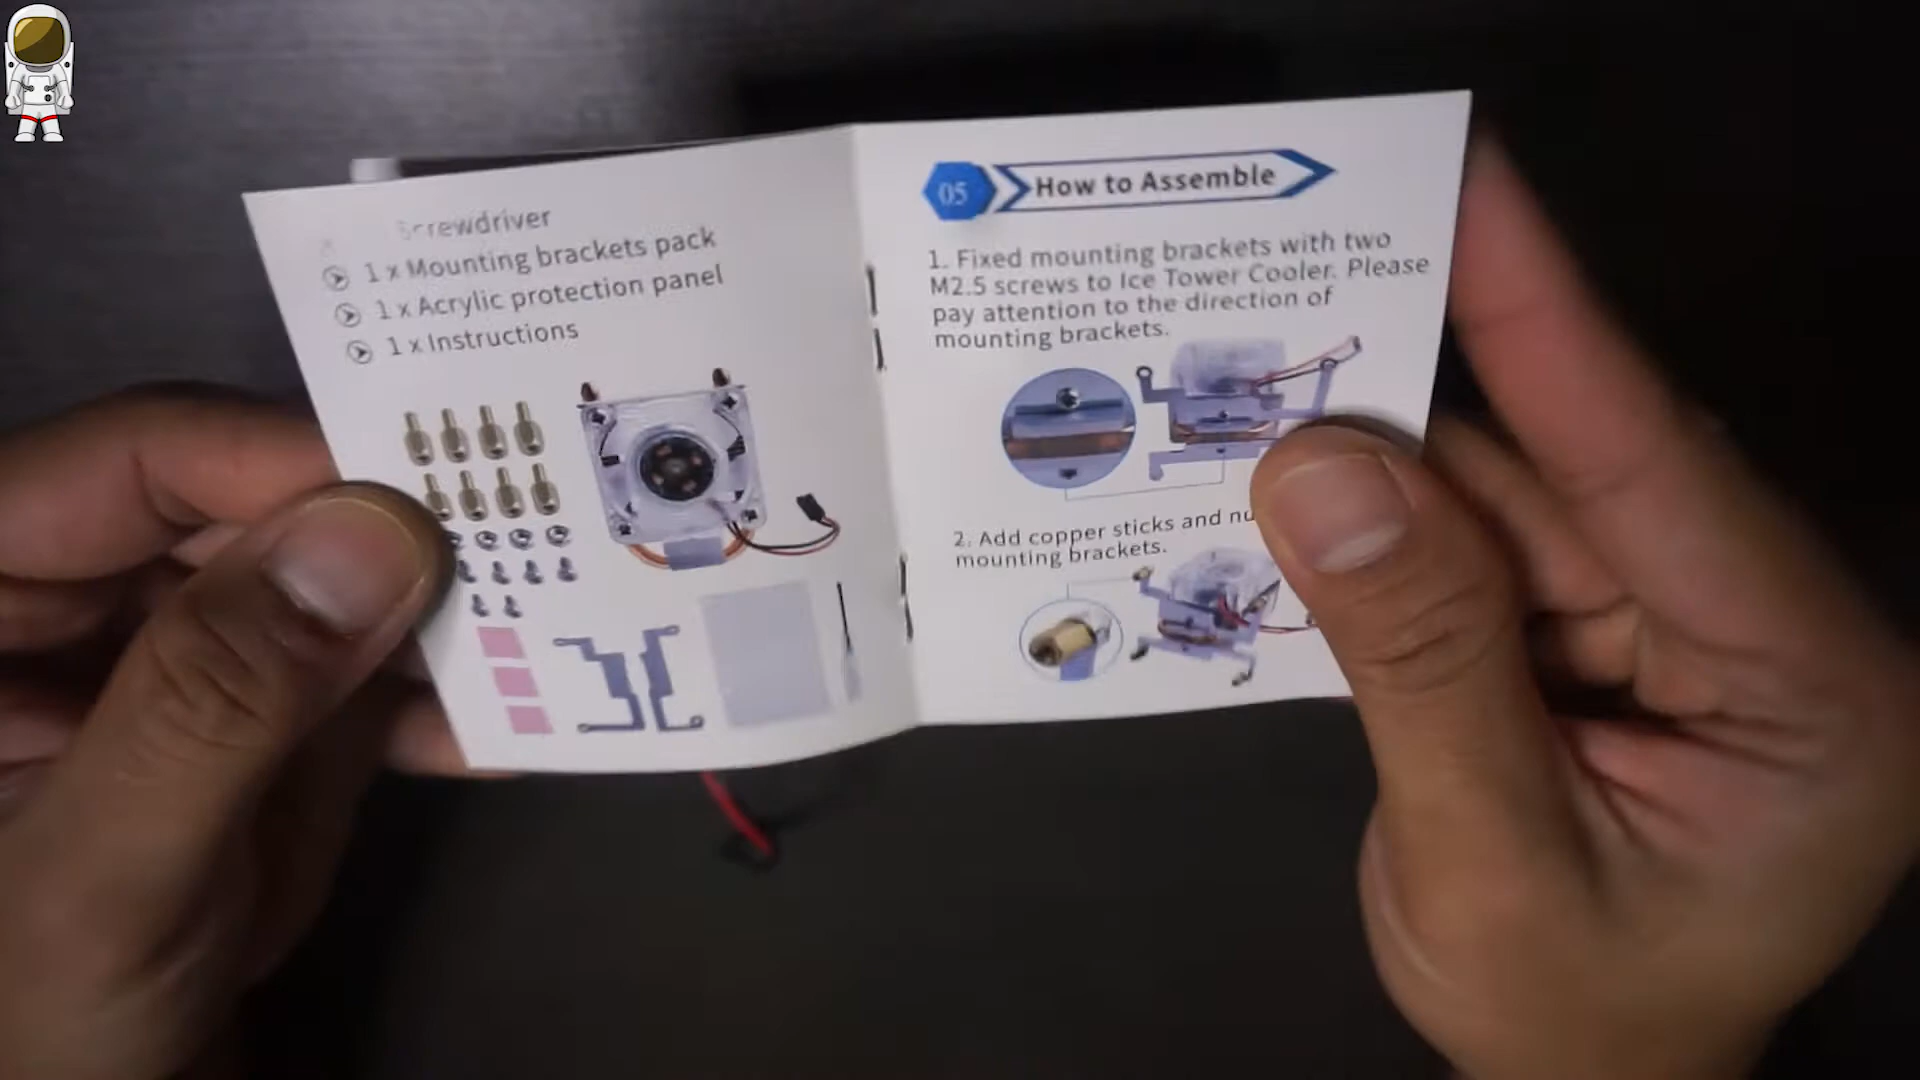 Screwdriver
1 x Mounting brackets pack
1 x Acrylic protection panel
1 x Instructions
05 How to Assemble
1. Fixed mounting brackets with two
M2.5 screws to Ice Tower Cooler. Please
pay attention to the direction of
mounting brackets.
2. Add copper sticks and
mounting brackets.